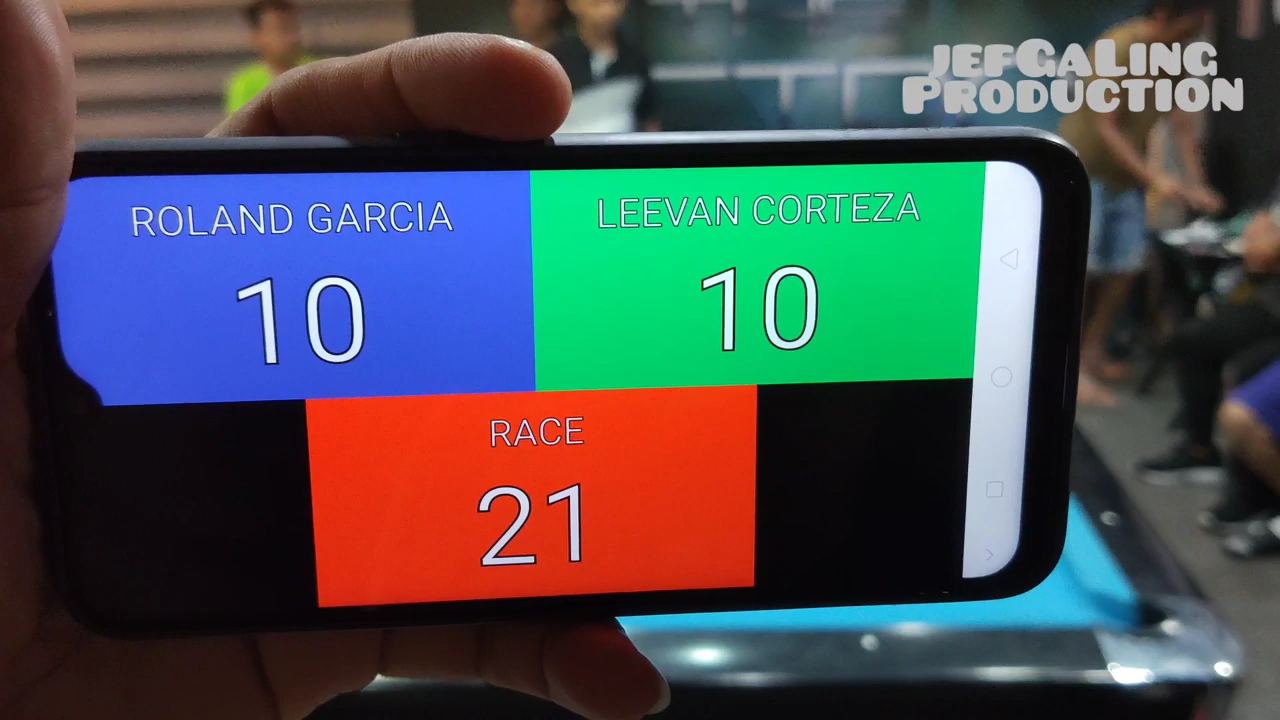 JEFGALING
PRODUCTION
ROLAND GARCIA
10
LEEVAN CORTEZA
10
RACE
21